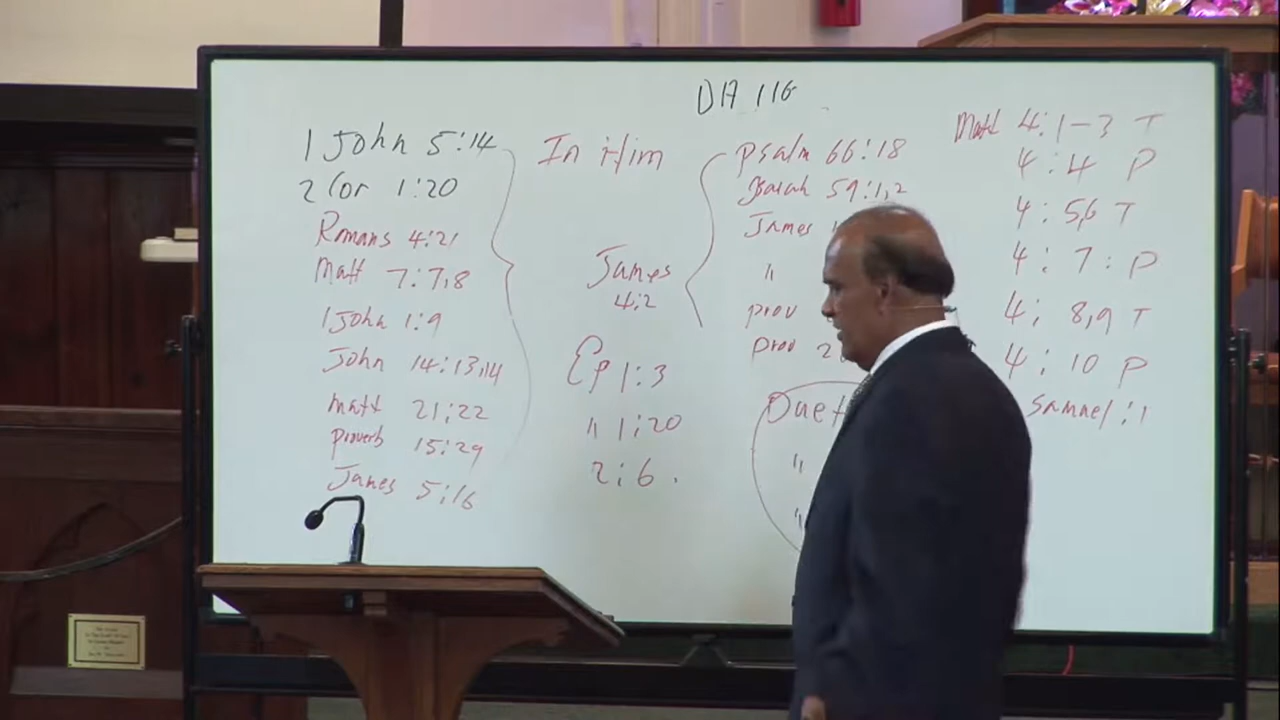 DA 116
1 John 5:14
2 Cor 1:20
Romans 4:21
Matt 7:7,8
1 John 1:9
John 14:13,14
matt 21:22
proverb 15:29
James 5:16
In Him
James
4:2
Ep 1:3
" 1:20
2:6.
psalm 66:18
Isaiah 59:1,2
James
"
prov
prov 2
Duet
"
"
Matt 4:1-3 T
4:4 P
4:5,6 T
4:7: P
4; 8,9 T
4:10 P
Samuel:1